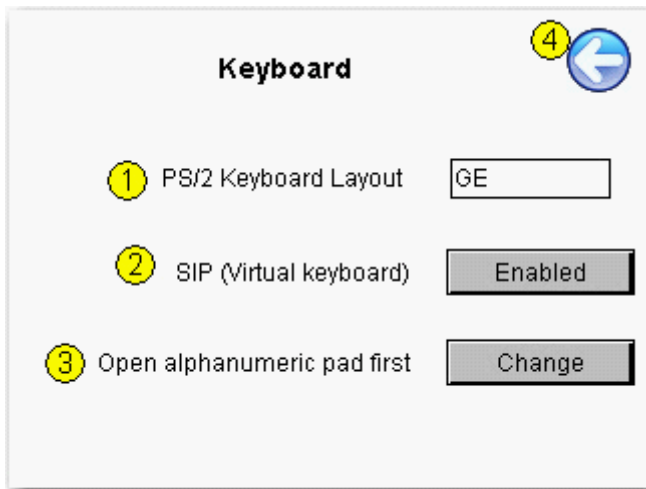 4
Keyboard
1 PS/2 Keyboard Layout GE
2 SIP (Virtual keyboard) Enabled
3 Open alphanumeric pad first Change